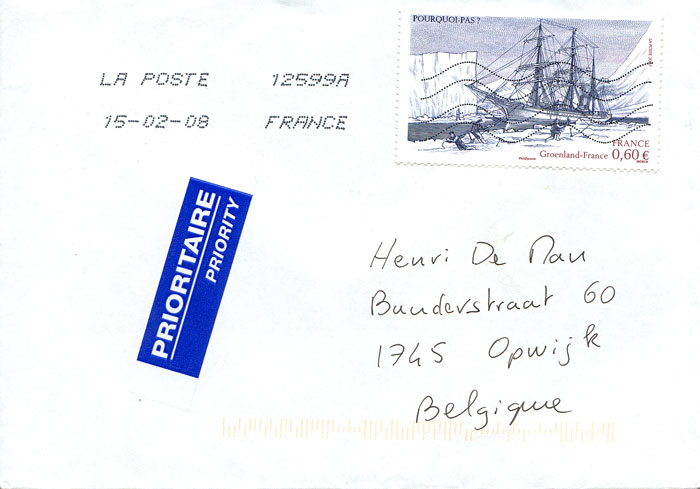 POURQUOI-PAS ?
LA POSTE 12599A
15-02-08 FRANCE
FRANCE
Groenland-France 0,60 €
PRIORITAIRE
PRIORITY
Henri De Man
Bunderstraat 60
1745 Opwijk
Belgique